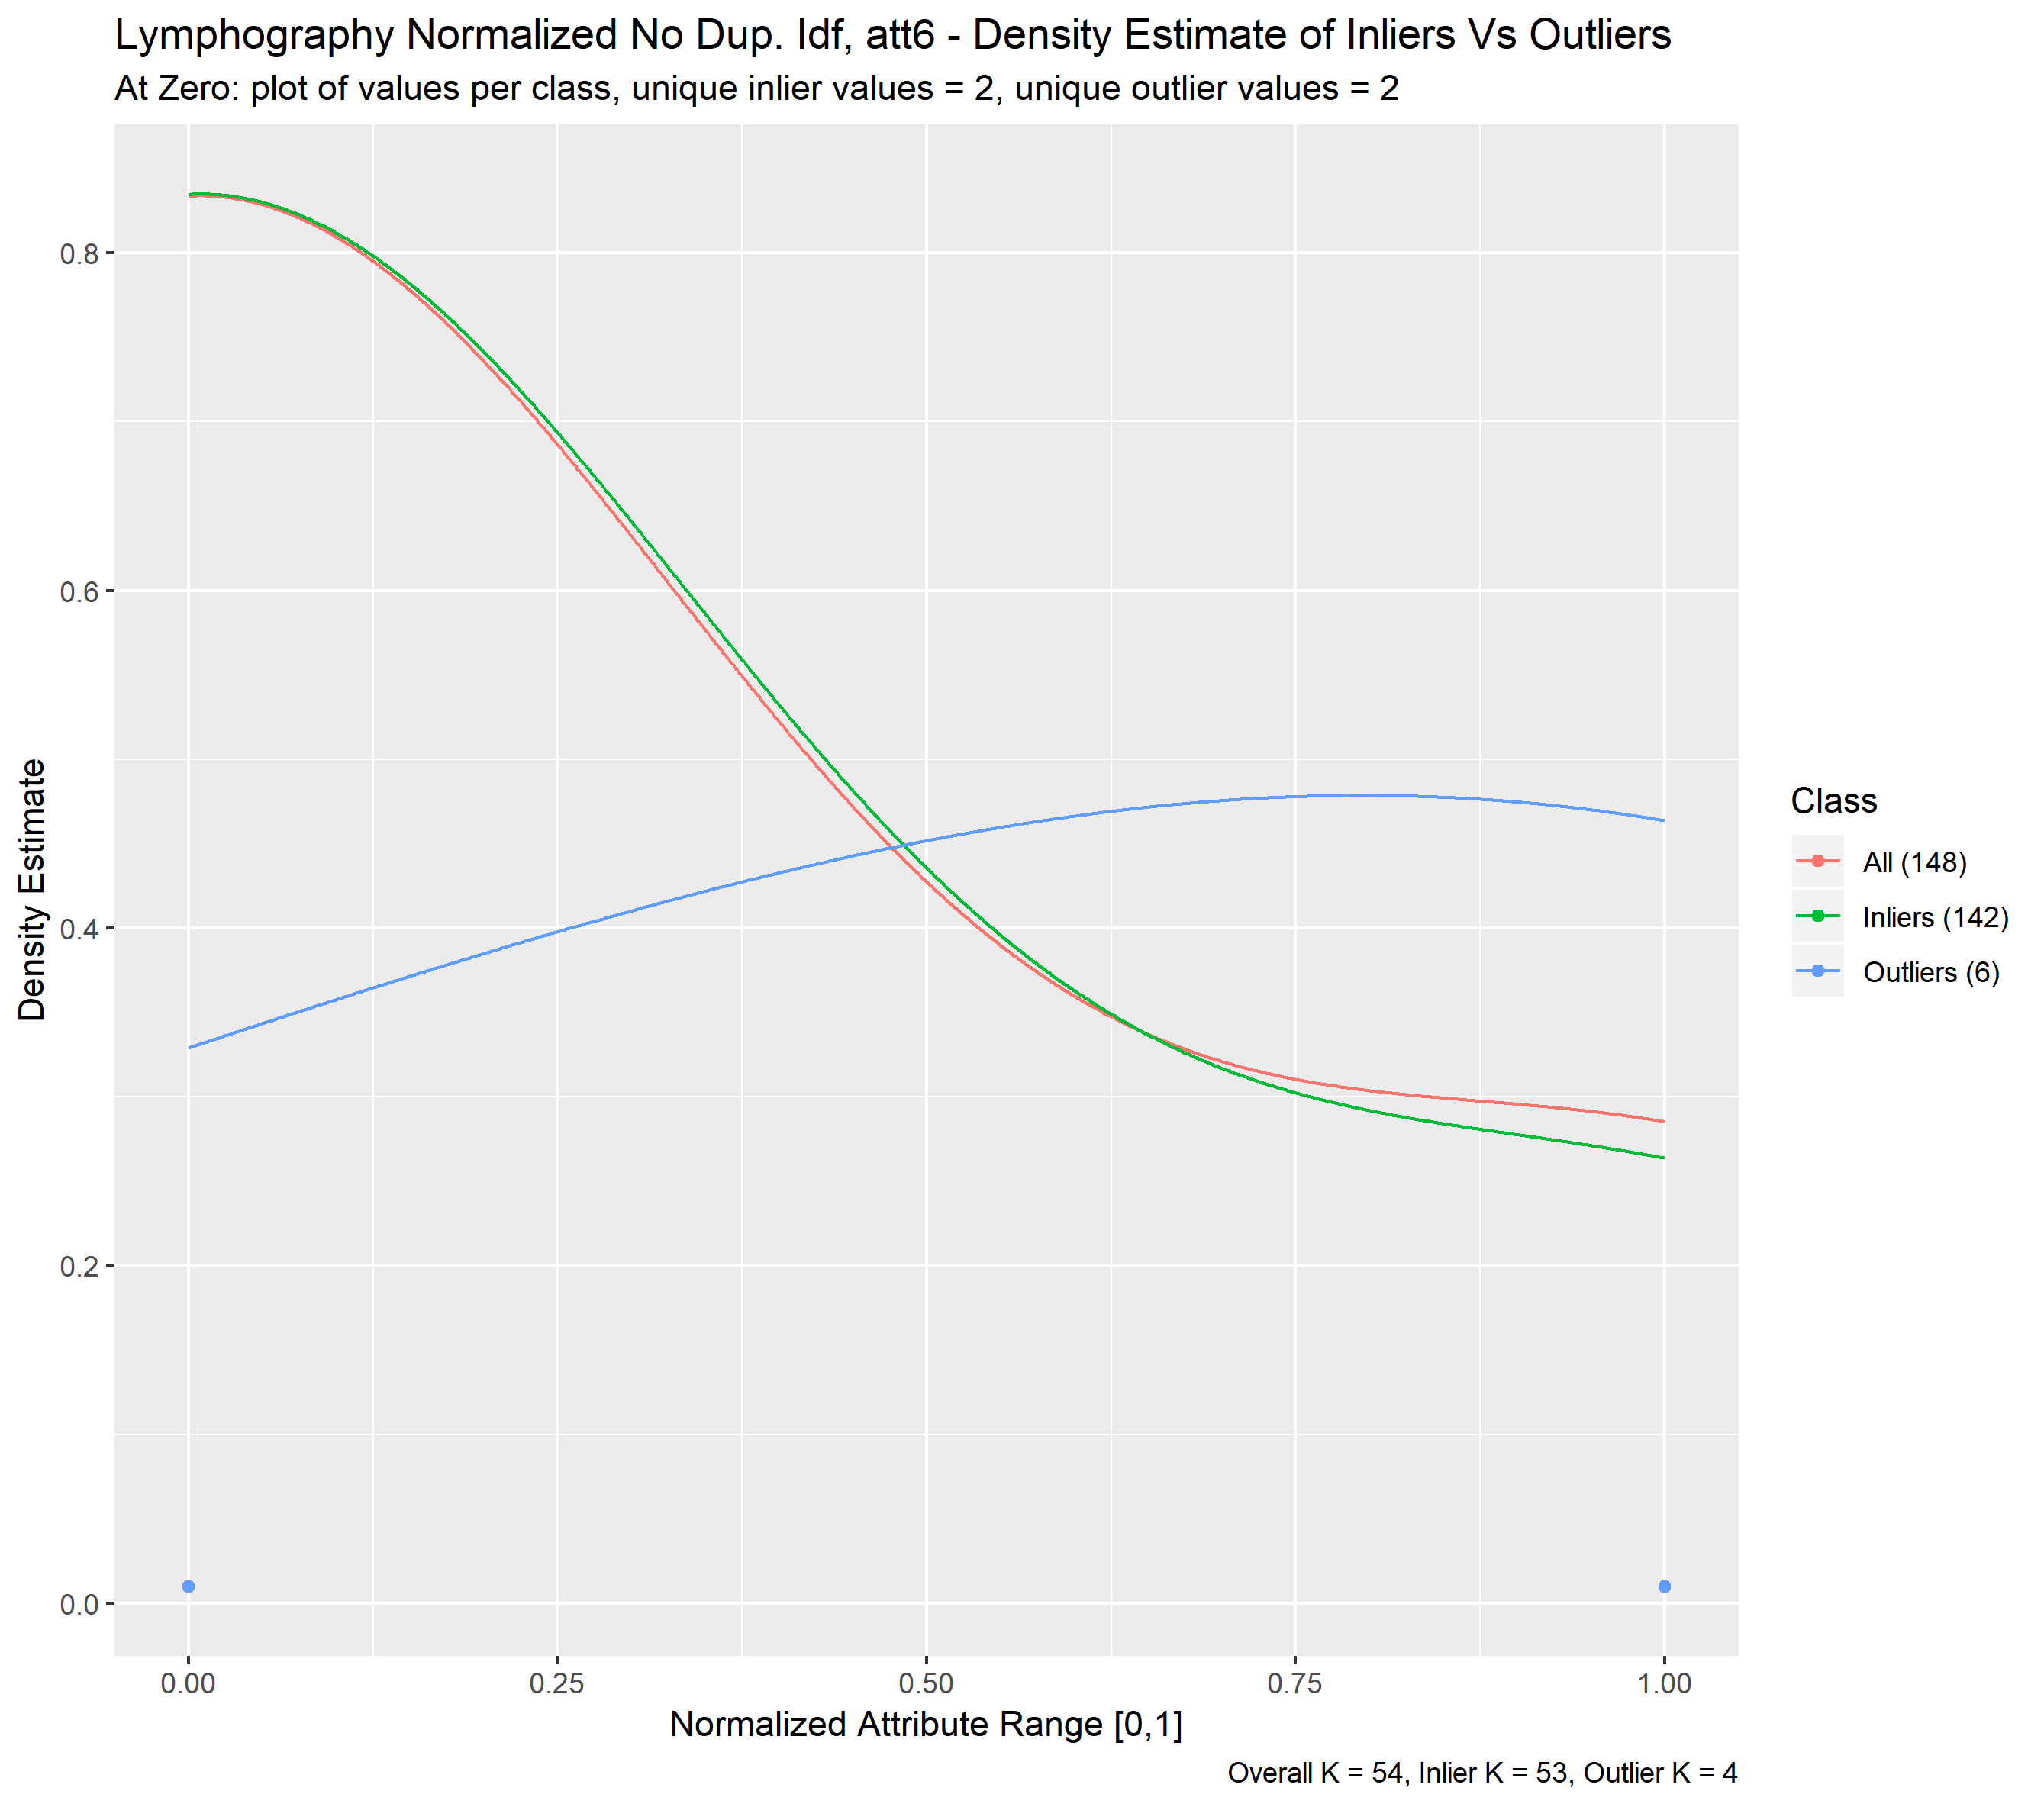 Lymphography Normalized No Dup. Idf, att6 - Density Estimate of Inliers Vs Outliers
At Zero: plot of values per class, unique inlier values = 2, unique outlier values = 2
Density Estimate
0.8
0.6
0.4
0.2
0.0
0.00 0.25 0.50 0.75 1.00
Normalized Attribute Range [0,1]
Class
All (148)
Inliers (142)
Outliers (6)
Overall K = 54, Inlier K = 53, Outlier K = 4